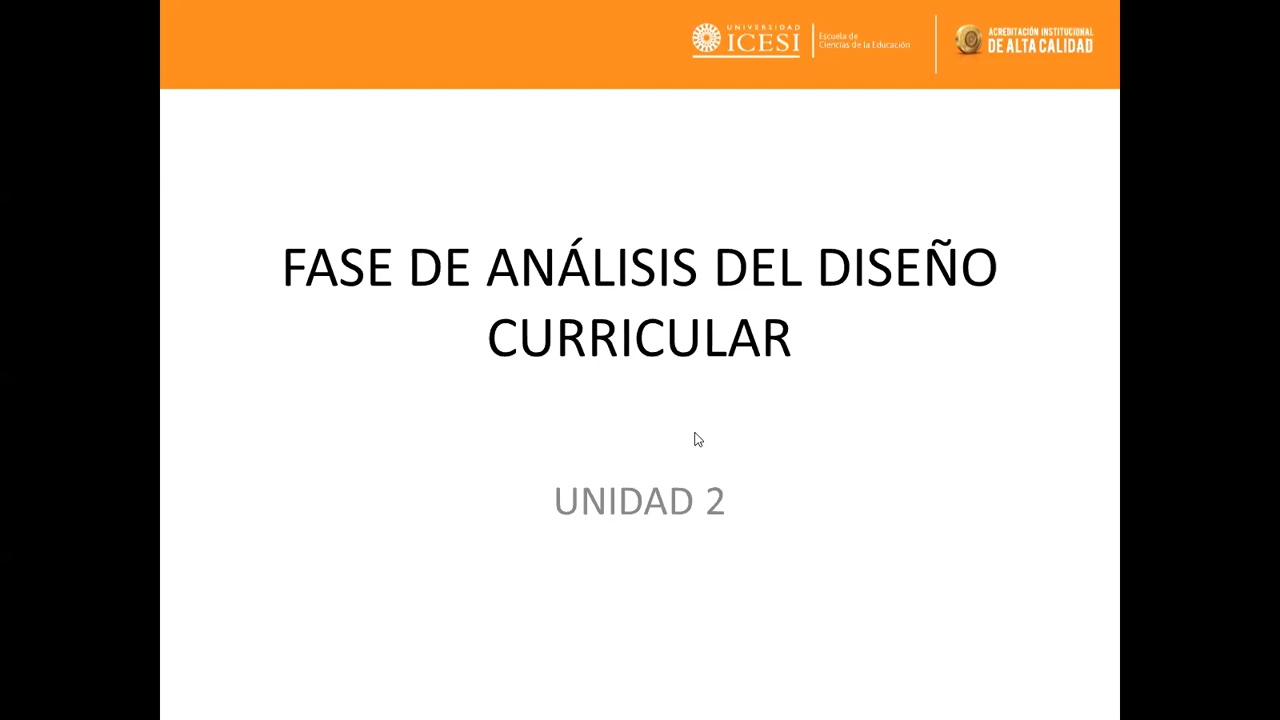 UNIVERSIDAD
ICESI
Escuela de
Ciencias de la Educación
ACREDITACIÓN INSTITUCIONAL
DE ALTA CALIDAD
FASE DE ANÁLISIS DEL DISEÑO
CURRICULAR
UNIDAD 2